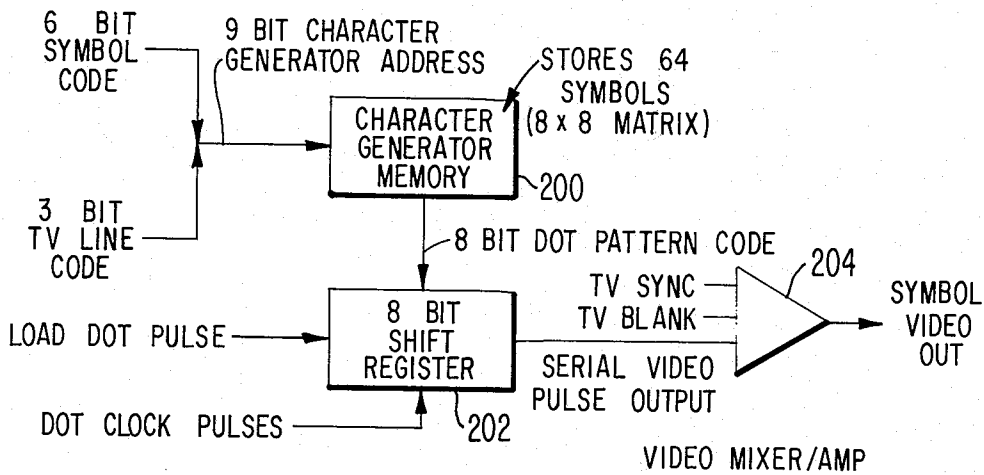 6 BIT
SYMBOL
CODE
9 BIT CHARACTER
GENERATOR ADDRESS
STORES 64
SYMBOLS
(8 x 8 MATRIX)
CHARACTER
GENERATOR
MEMORY
200
3 BIT
TV LINE
CODE
8 BIT DOT PATTERN CODE
204
TV SYNC
TV BLANK
SYMBOL
VIDEO
OUT
LOAD DOT PULSE
8 BIT
SHIFT
REGISTER
SERIAL VIDEO
PULSE OUTPUT
DOT CLOCK PULSES
202
VIDEO MIXER/AMP